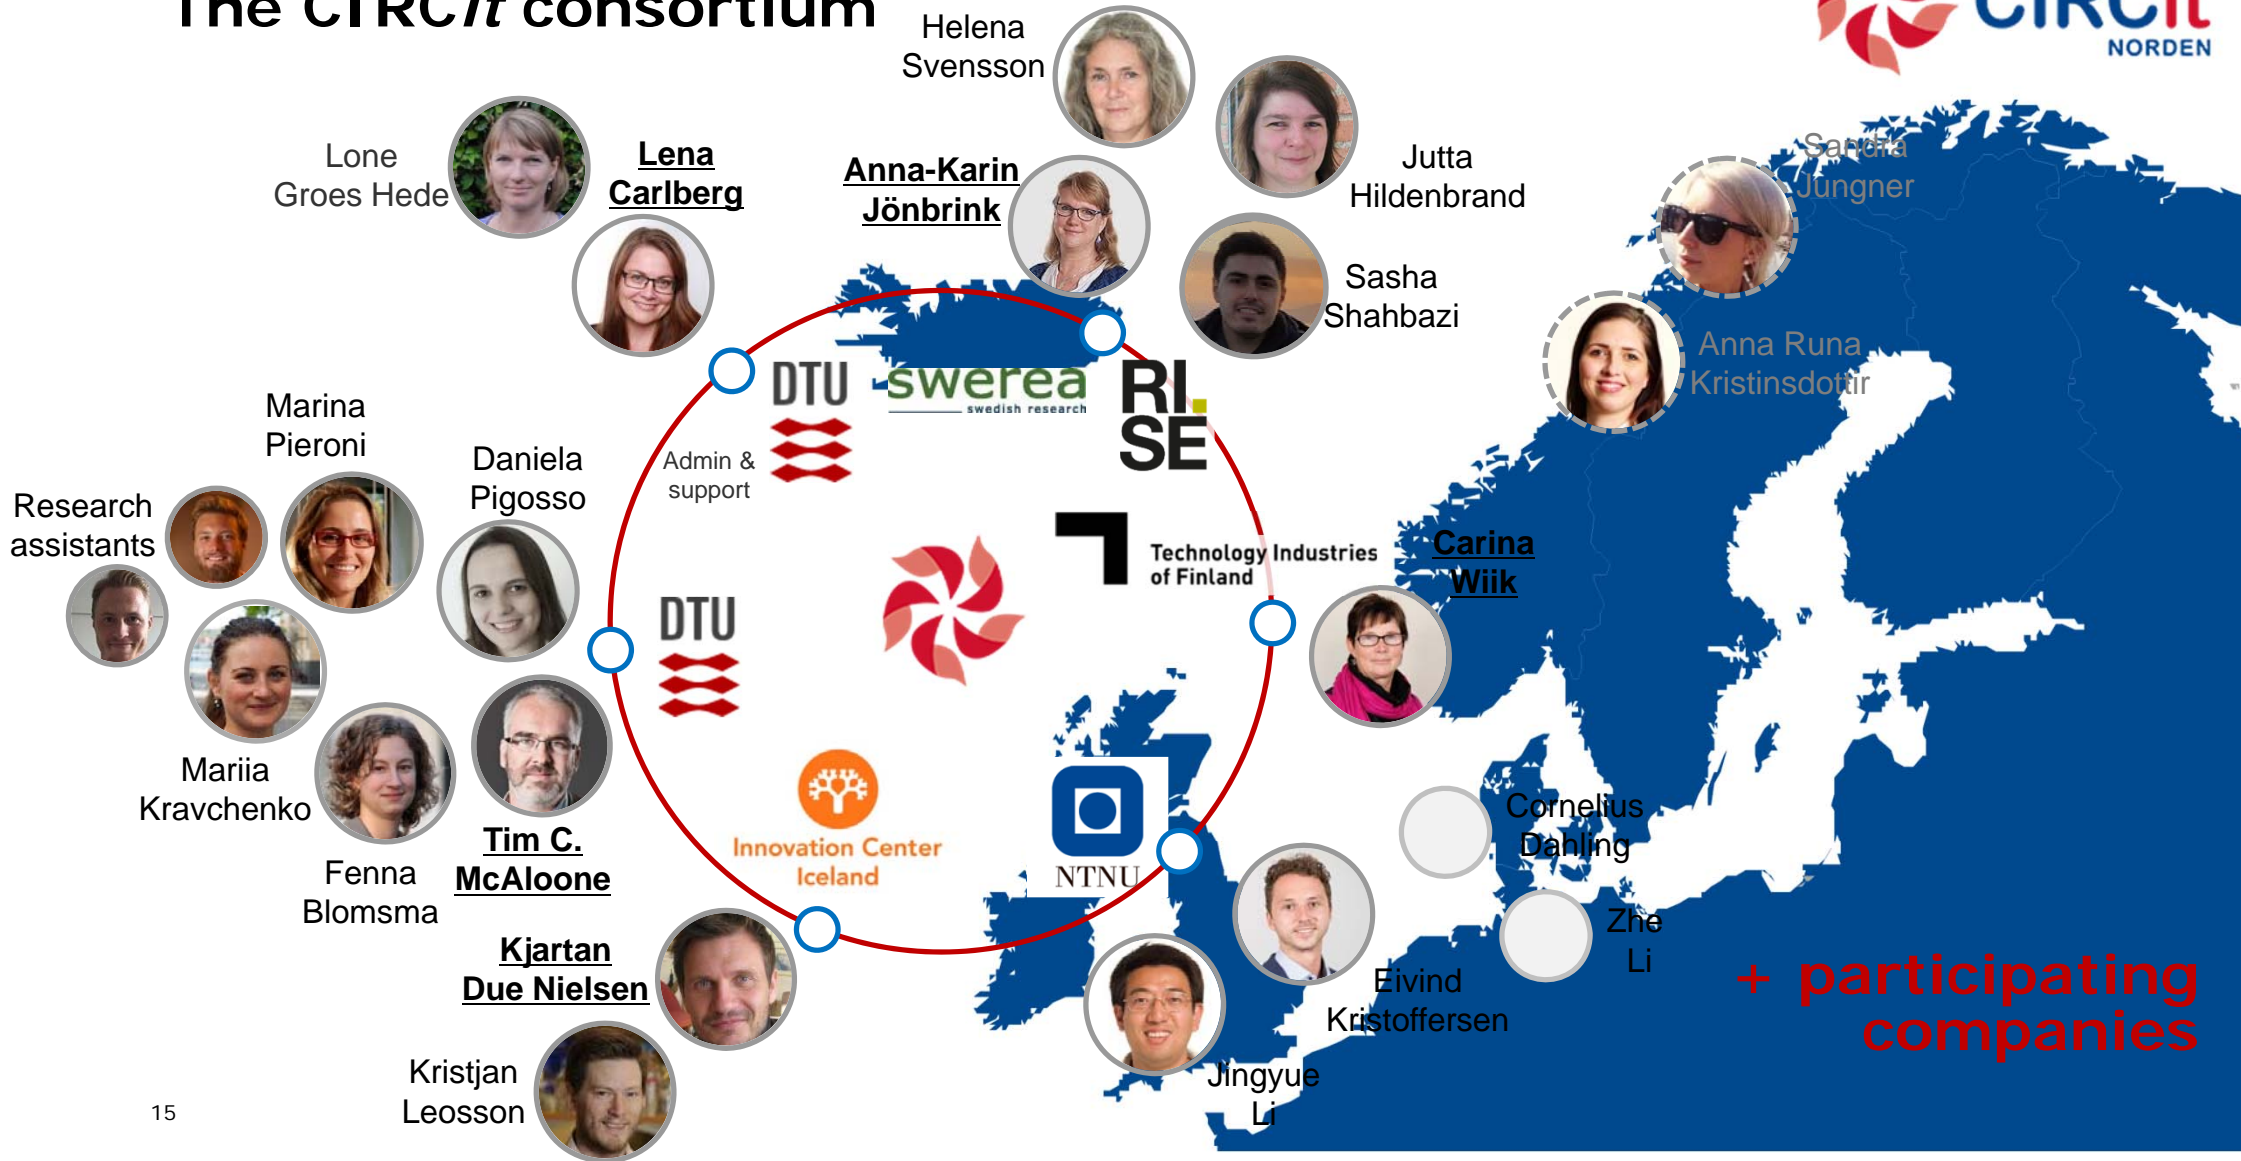 The CIRCit consortium
CIRCit
NORDEN
Helena
Svensson
Lone
Groes Hede
Lena
Carlberg
Anna-Karin
Jönbrink
Jutta
Hildenbrand
Sandra
Jungner
Sasha
Shahbazi
Anna Runa
Kristinsdottir
DTU
swerea
swedish research
RI.
SE
Marina
Pieroni
Daniela
Pigosso
Admin &
support
Research
assistants
Technology Industries
of Finland
Carina
Wiik
DTU
Mariia
Kravchenko
Tim C.
McAloone
Innovation Center
Iceland
NTNU
Cornelius
Dahling
Fenna
Blomsma
Zhe
Li
Kjartan
Due Nielsen
Eivind
Kristoffersen
+ participating
companies
Kristjan
Leosson
Jingyue
Li
15